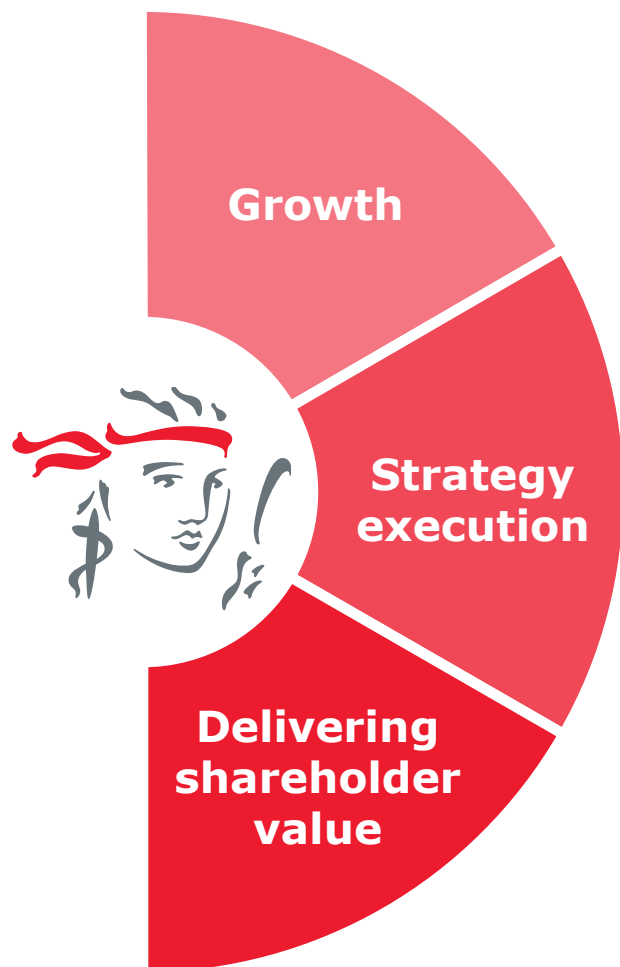 Growth
Strategy
execution
Delivering
shareholder
value